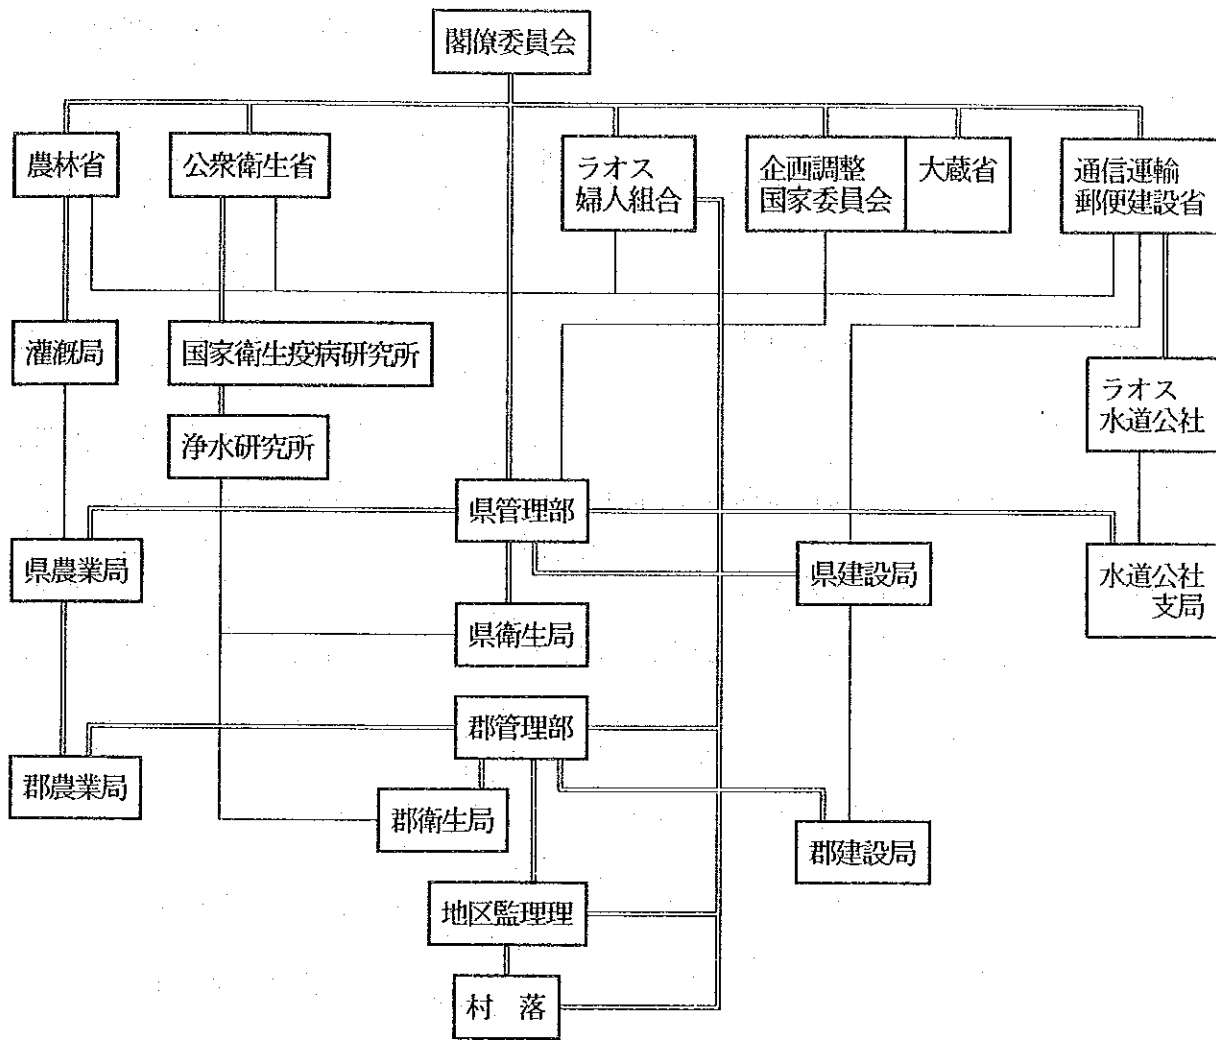 閣僚委員会
農林省
公衆衛生省
ラオス
婦人組合
企画調整
国家委員会
大蔵省
通信運輸
郵便建設省
灌漑局
国家衛生疫病研究所
ラオス
水道公社
浄水研究所
県管理部
県農業局
県建設局
水道公社
支局
県衛生局
郡管理部
郡農業局
郡衛生局
郡建設局
地区監理理
村　落